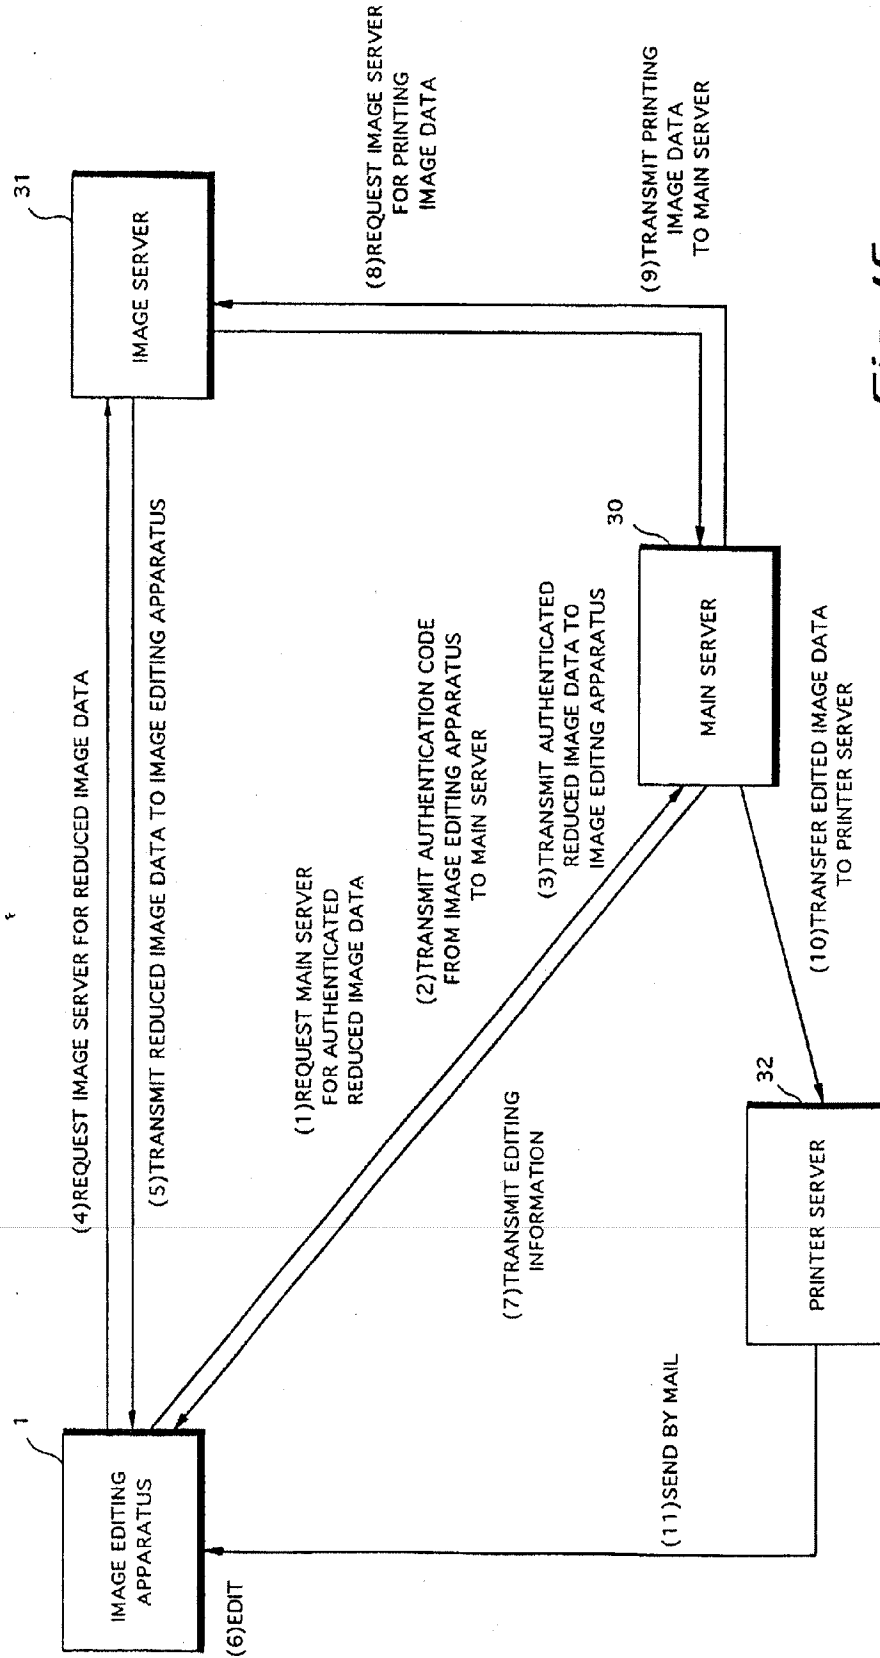 1
IMAGE EDITING
APPARATUS
(6)EDIT
(4)REQUEST IMAGE SERVER FOR REDUCED IMAGE DATA
(5)TRANSMIT REDUCED IMAGE DATA TO IMAGE EDITING APPARATUS
31
IMAGE SERVER
(1)REQUEST MAIN SERVER
FOR AUTHENTICATED
REDUCED IMAGE DATA
(2)TRANSMIT AUTHENTICATION CODE
FROM IMAGE EDITING APPARATUS
TO MAIN SERVER
(3)TRANSMIT AUTHENTICATED
REDUCED IMAGE DATA TO
IMAGE EDITNG APPARATUS
(7)TRANSMIT EDITING
INFORMATION
(8)REQUEST IMAGE SERVER
FOR PRINTING
IMAGE DATA
(9)TRANSMIT PRINTING
IMAGE DATA
TO MAIN SERVER
30
MAIN SERVER
(10)TRANSFER EDITED IMAGE DATA
TO PRINTER SERVER
32
PRINTER SERVER
(11)SEND BY MAIL